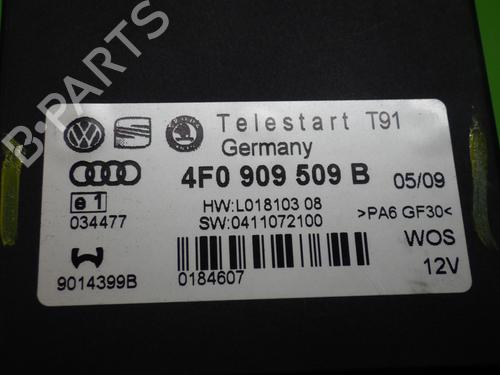 B-PARTS
Telestart T91
Germany
4F0 909 509 B 05/09
e1
034477
HW:L018103 08
SW:0411072100
>PA6 GF30<
WOS
9014399B
0184607
12V